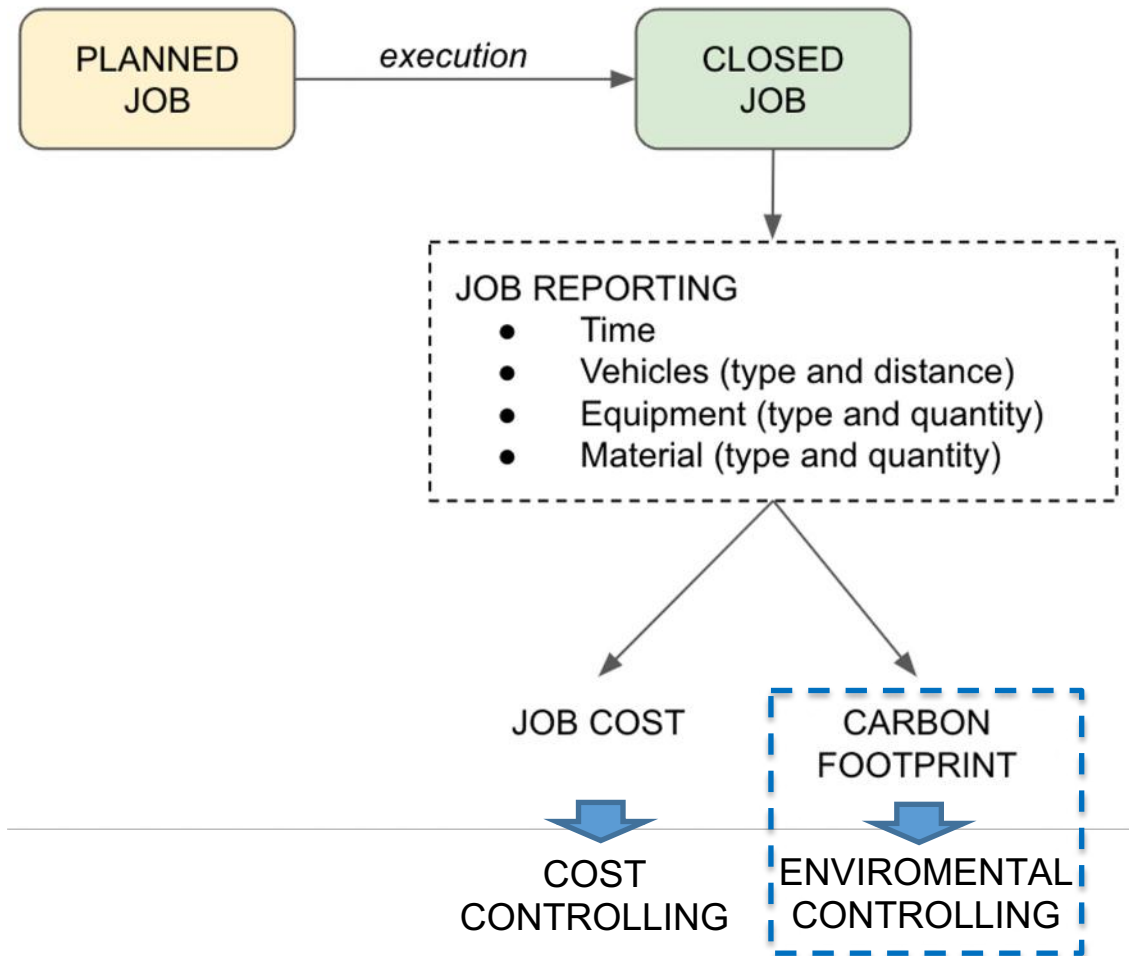 PLANNED
JOB
execution
CLOSED
JOB
JOB REPORTING
● Time
● Vehicles (type and distance)
● Equipment (type and quantity)
● Material (type and quantity)
JOB COST
CARBON
FOOTPRINT
COST
CONTROLLING
ENVIROMENTAL
CONTROLLING